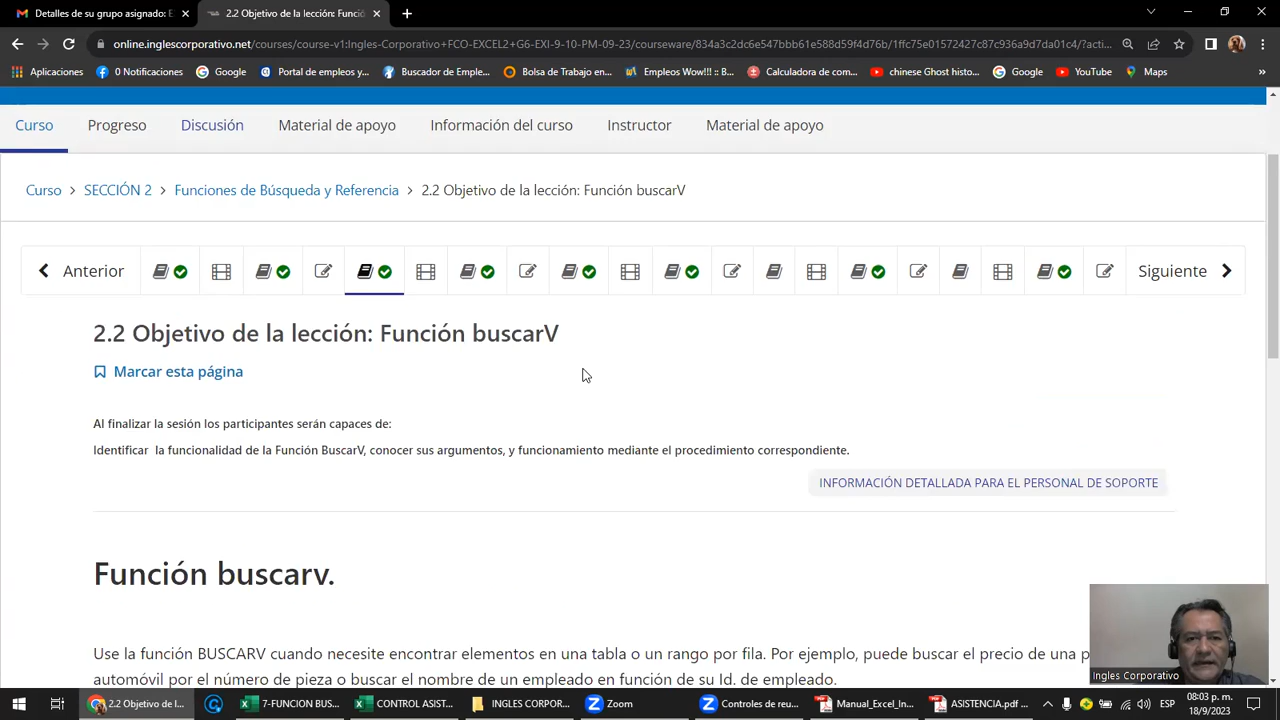 Detalles de su grupo asignado: E
2.2 Objetivo de la lección: Funció
online.inglescorporativo.net/courses/course-v1:Ingles-Corporativo+FCO-EXCEL2+G6-EXI-9-10-PM-09-23/courseware/834a3c2dc6e547bbb61e588d59f4d76b/1ffc75e01572427c87c936a9d7da01c4/?acti...
Aplicaciones
0 Notificaciones
Google
Portal de empleos y...
Buscador de Emple...
Bolsa de Trabajo en...
Empleos Wow!!! :: B...
Calculadora de com...
chinese Ghost histo...
Google
YouTube
Maps
»
Curso
Progreso
Discusión
Material de apoyo
Información del curso
Instructor
Material de apoyo
Curso > SECCIÓN 2 > Funciones de Búsqueda y Referencia > 2.2 Objetivo de la lección: Función buscarV
Anterior
Siguiente
2.2 Objetivo de la lección: Función buscarV
Marcar esta página
Al finalizar la sesión los participantes serán capaces de:
Identificar la funcionalidad de la Función BuscarV, conocer sus argumentos, y funcionamiento mediante el procedimiento correspondiente.
INFORMACIÓN DETALLADA PARA EL PERSONAL DE SOPORTE
Función buscarv.
Use la función BUSCARV cuando necesite encontrar elementos en una tabla o un rango por fila. Por ejemplo, puede buscar el precio de una p
automóvil por el número de pieza o buscar el nombre de un empleado en función de su Id. de empleado.
Ingles Corporativo
2.2 Objetivo de la l...
7-FUNCION BUS...
CONTROL ASIST...
INGLES CORPOR...
Zoom
Controles de reu...
Manual_Excel_In...
ASISTENCIA.pdf ...
ESP
08:03 p. m.
18/9/2023